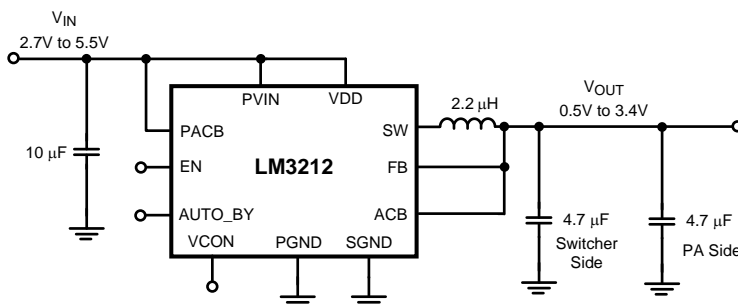 VIN
2.7V to 5.5V
10 µF
PVIN
VDD
PACB
EN
AUTO_BY
VCON
LM3212
PGND
SGND
SW
FB
ACB
2.2 µH
VOUT
0.5V to 3.4V
4.7 µF
Switcher
Side
4.7 µF
PA Side